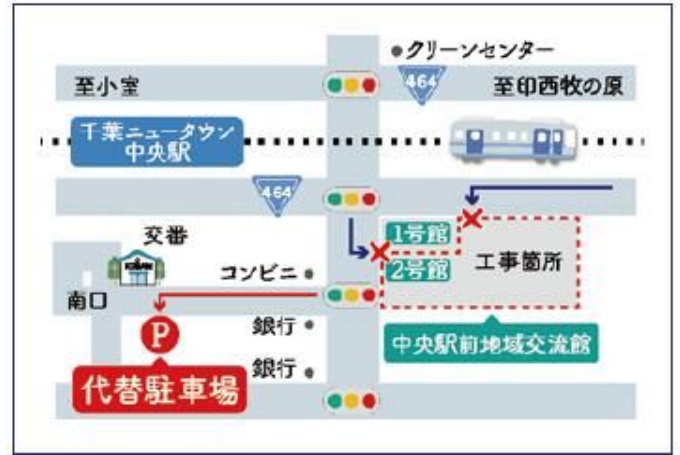 クリーンセンター
至小室
464
至印西牧の原
千葉ニュータウン
中央駅
464
交番
1号館
2号館
工事箇所
コンビニ
KOBAN
南口
P
銀行
中央駅前地域交流館
銀行
代替駐車場